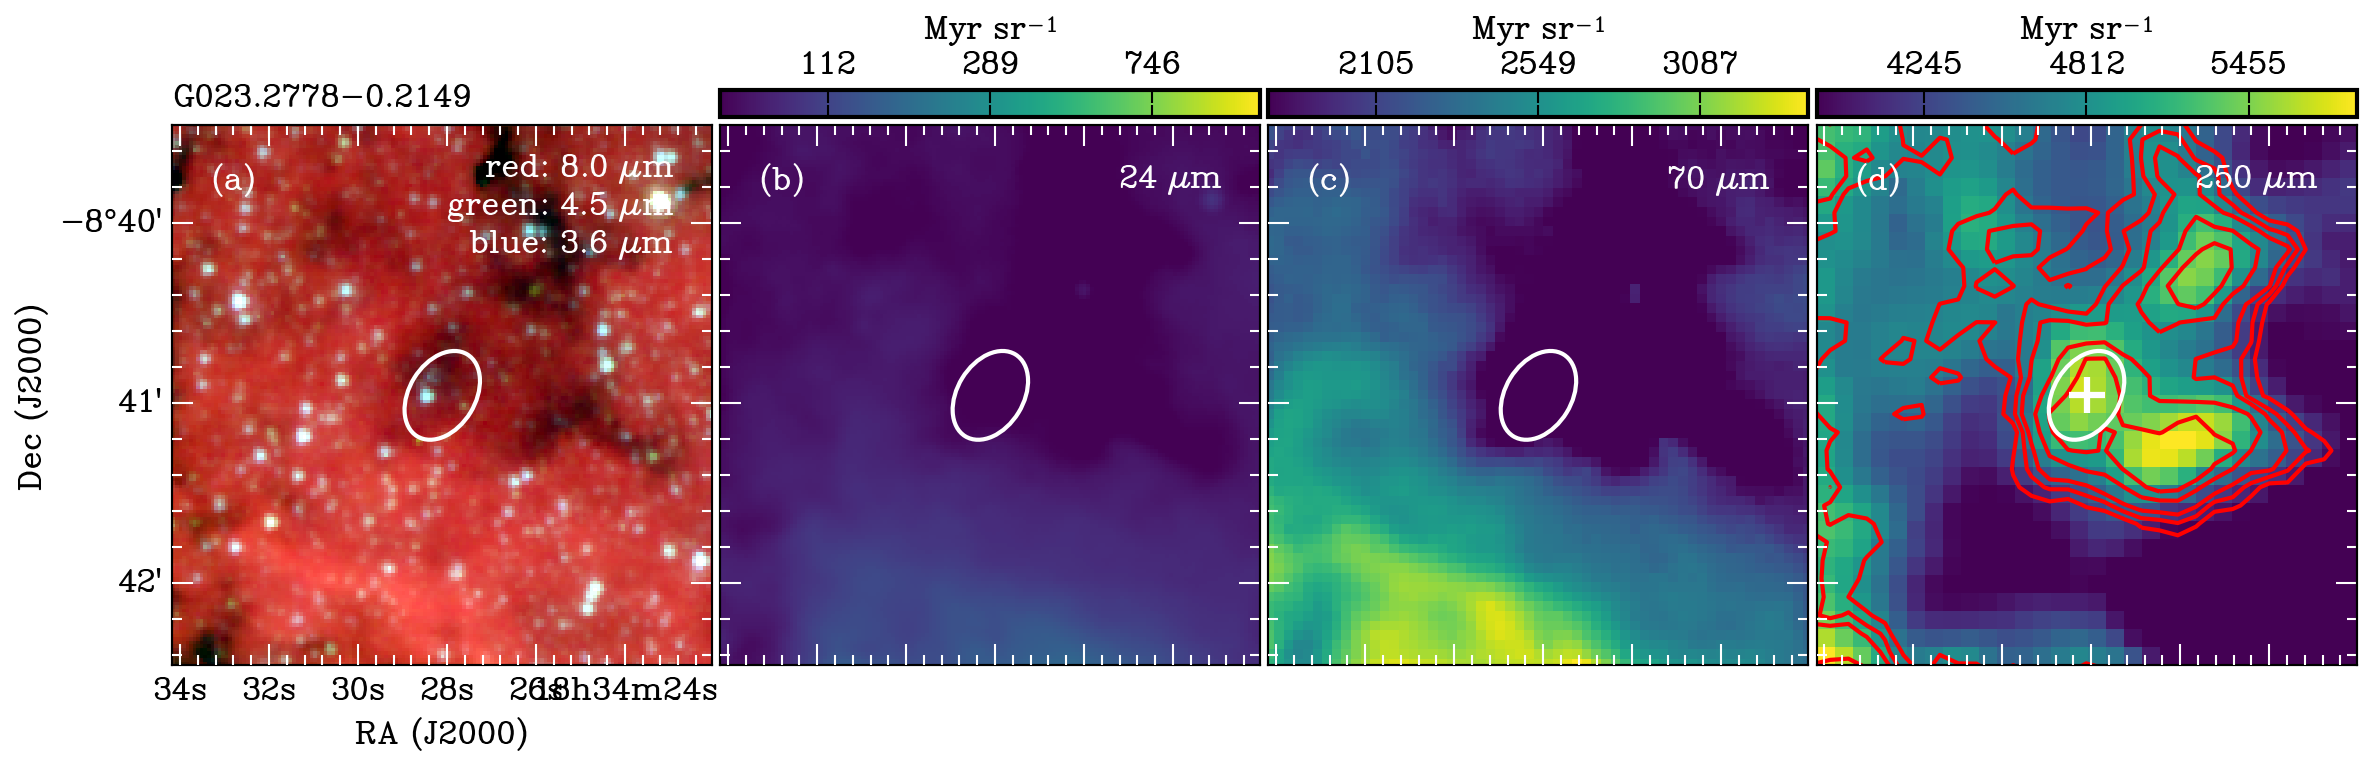 Myr sr⁻¹
Myr sr⁻¹
Myr sr⁻¹
112 289 746
2105 2549 3087
4245 4812 5455
G023.2778−0.2149
(a)
red: 8.0 μm
green: 4.5 μm
blue: 3.6 μm
(b)
24 μm
(c)
70 μm
(d)
250 μm
−8°40'
41'
42'
Dec (J2000)
34s 32s 30s 28s 26s 18h34m24s
RA (J2000)